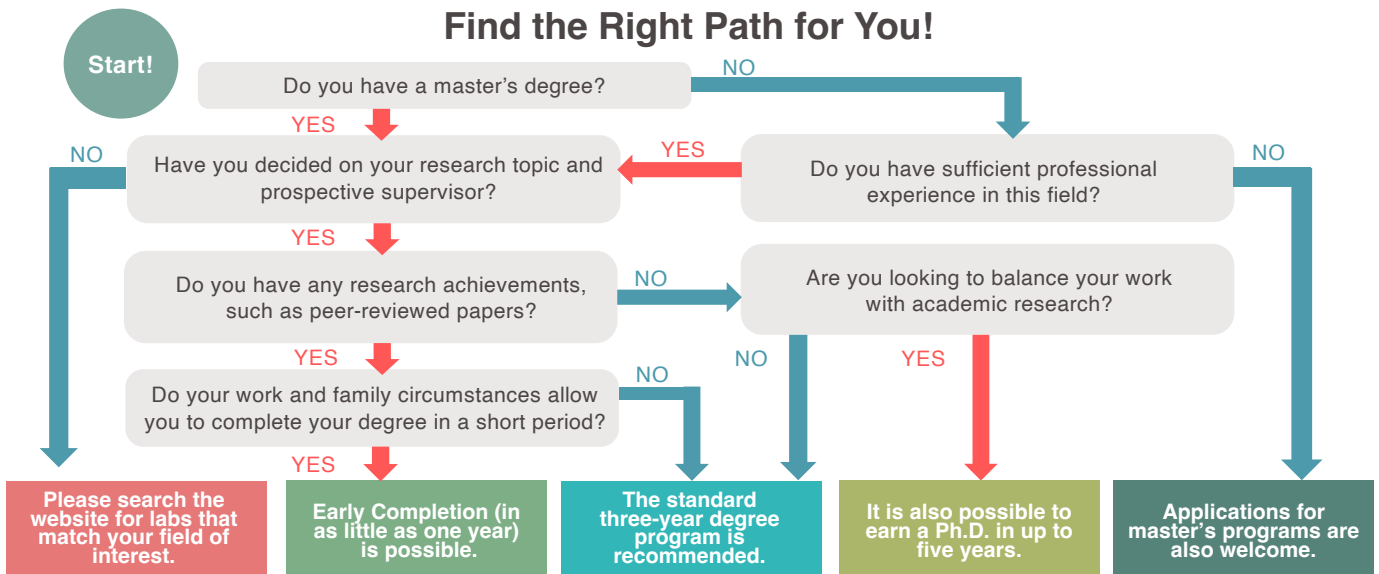 Find the Right Path for You!
Start!
Do you have a master's degree?
NO
YES
NO
Have you decided on your research topic and
prospective supervisor?
YES
Do you have sufficient professional
experience in this field?
NO
YES
Do you have any research achievements,
such as peer-reviewed papers?
NO
Are you looking to balance your work
with academic research?
YES
NO
YES
Do your work and family circumstances allow
you to complete your degree in a short period?
NO
YES
Please search the
website for labs that
match your field of
interest.
Early Completion (in
as little as one year)
is possible.
The standard
three-year degree
program is
recommended.
It is also possible to
earn a Ph.D. in up to
five years.
Applications for
master's programs are
also welcome.